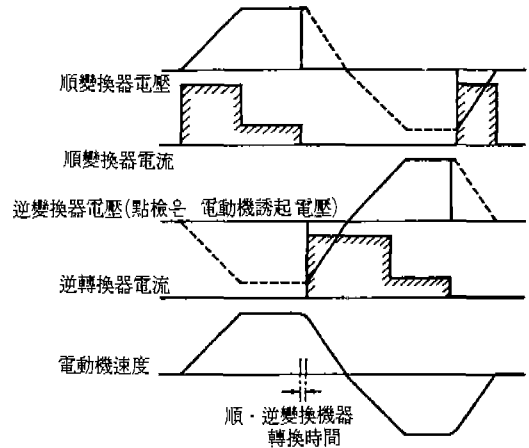 順變換器電壓
順變換器電流
逆變換器電壓(點檢은 電動機誘起電壓)
逆轉換器電流
電動機速度
順·逆變換機器
轉換時間